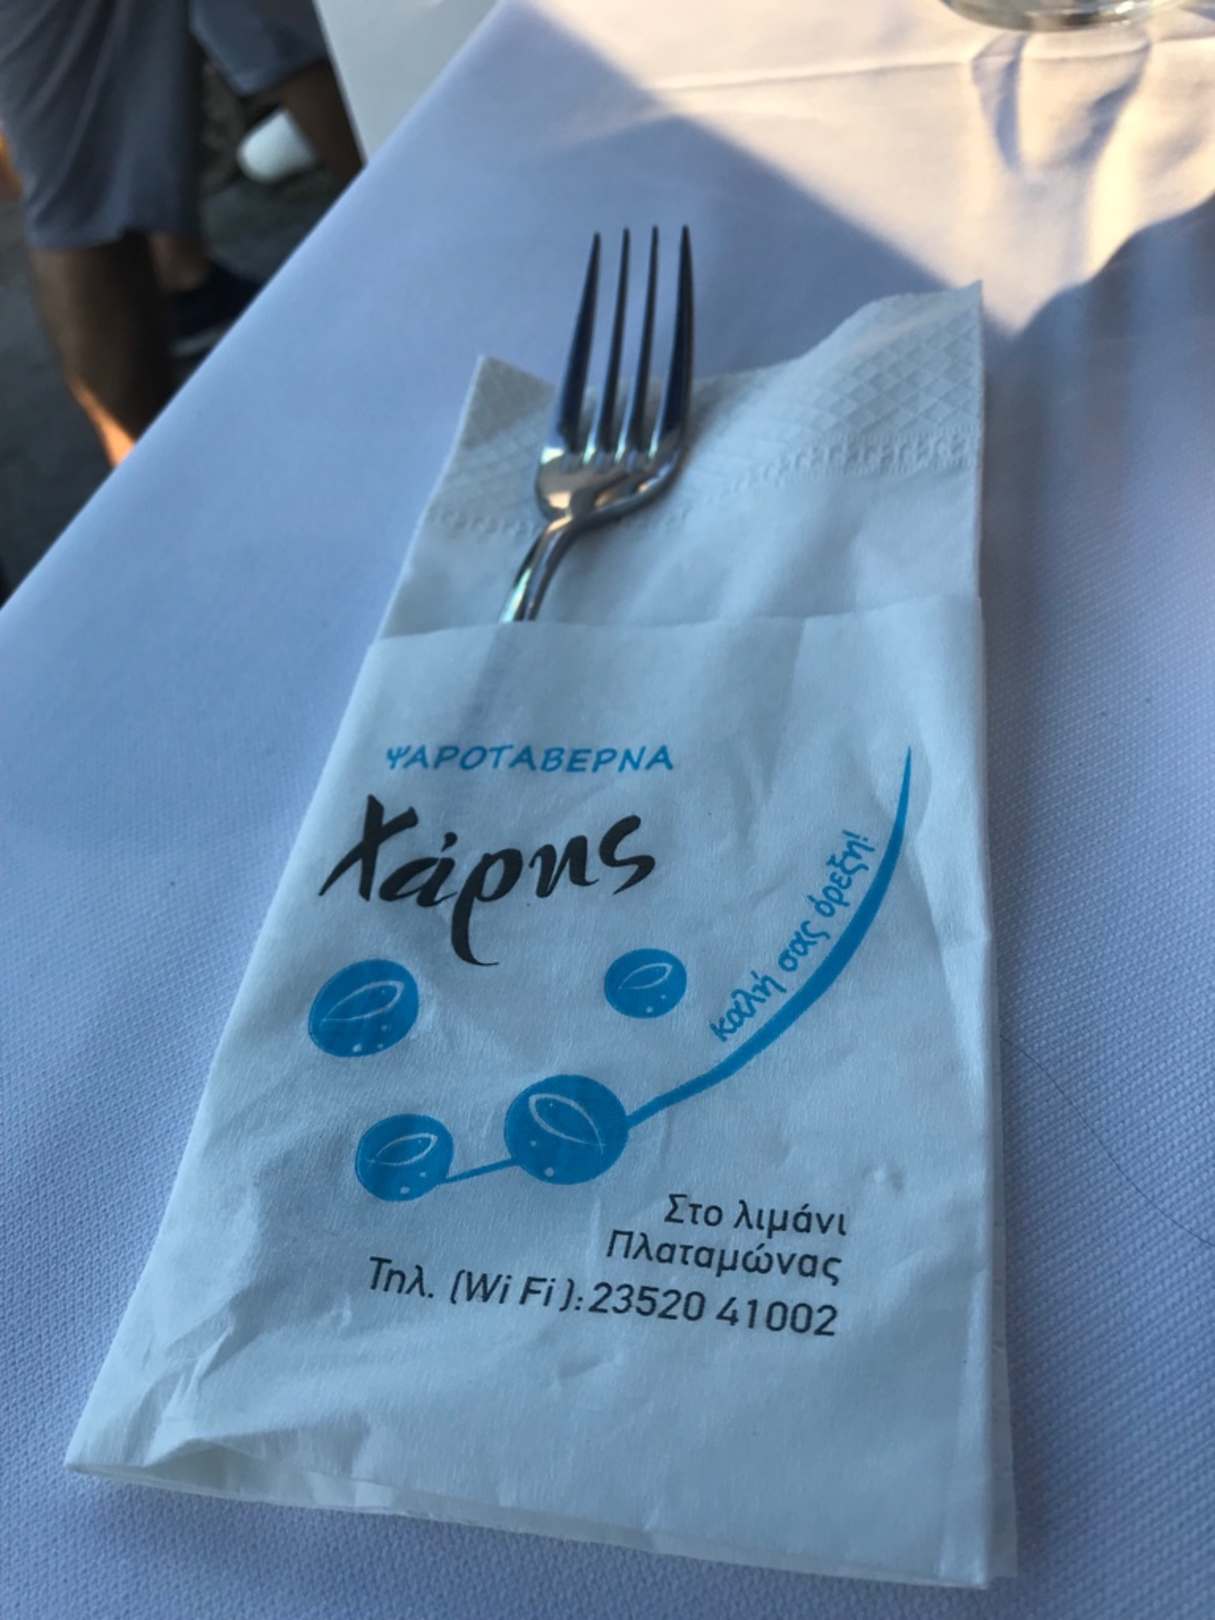 ΨΑΡΟΤΑΒΕΡΝΑ
Χάρης
καλή σας όρεξη!
Στο λιμάνι
Πλαταμώνας
Τηλ. (Wi Fi): 23520 41002